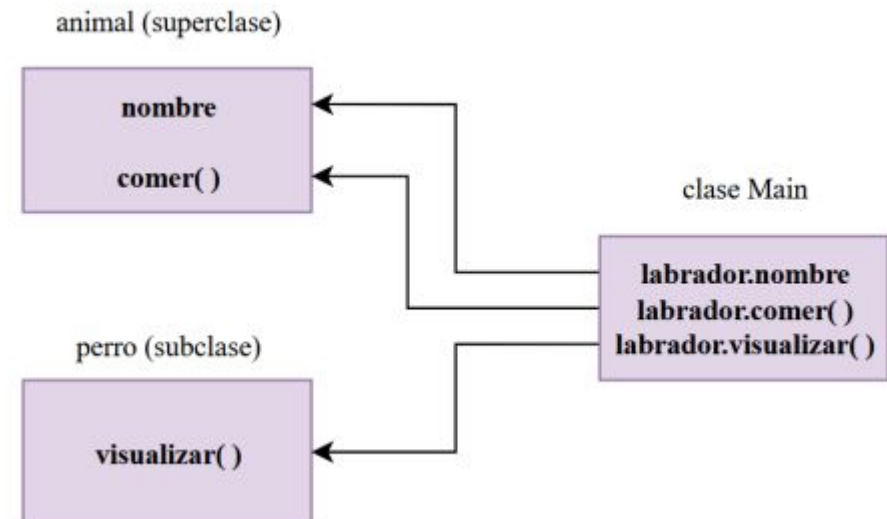 animal (superclase)
nombre
comer( )
clase Main
labrador.nombre
labrador.comer( )
labrador.visualizar( )
perro (subclase)
visualizar( )